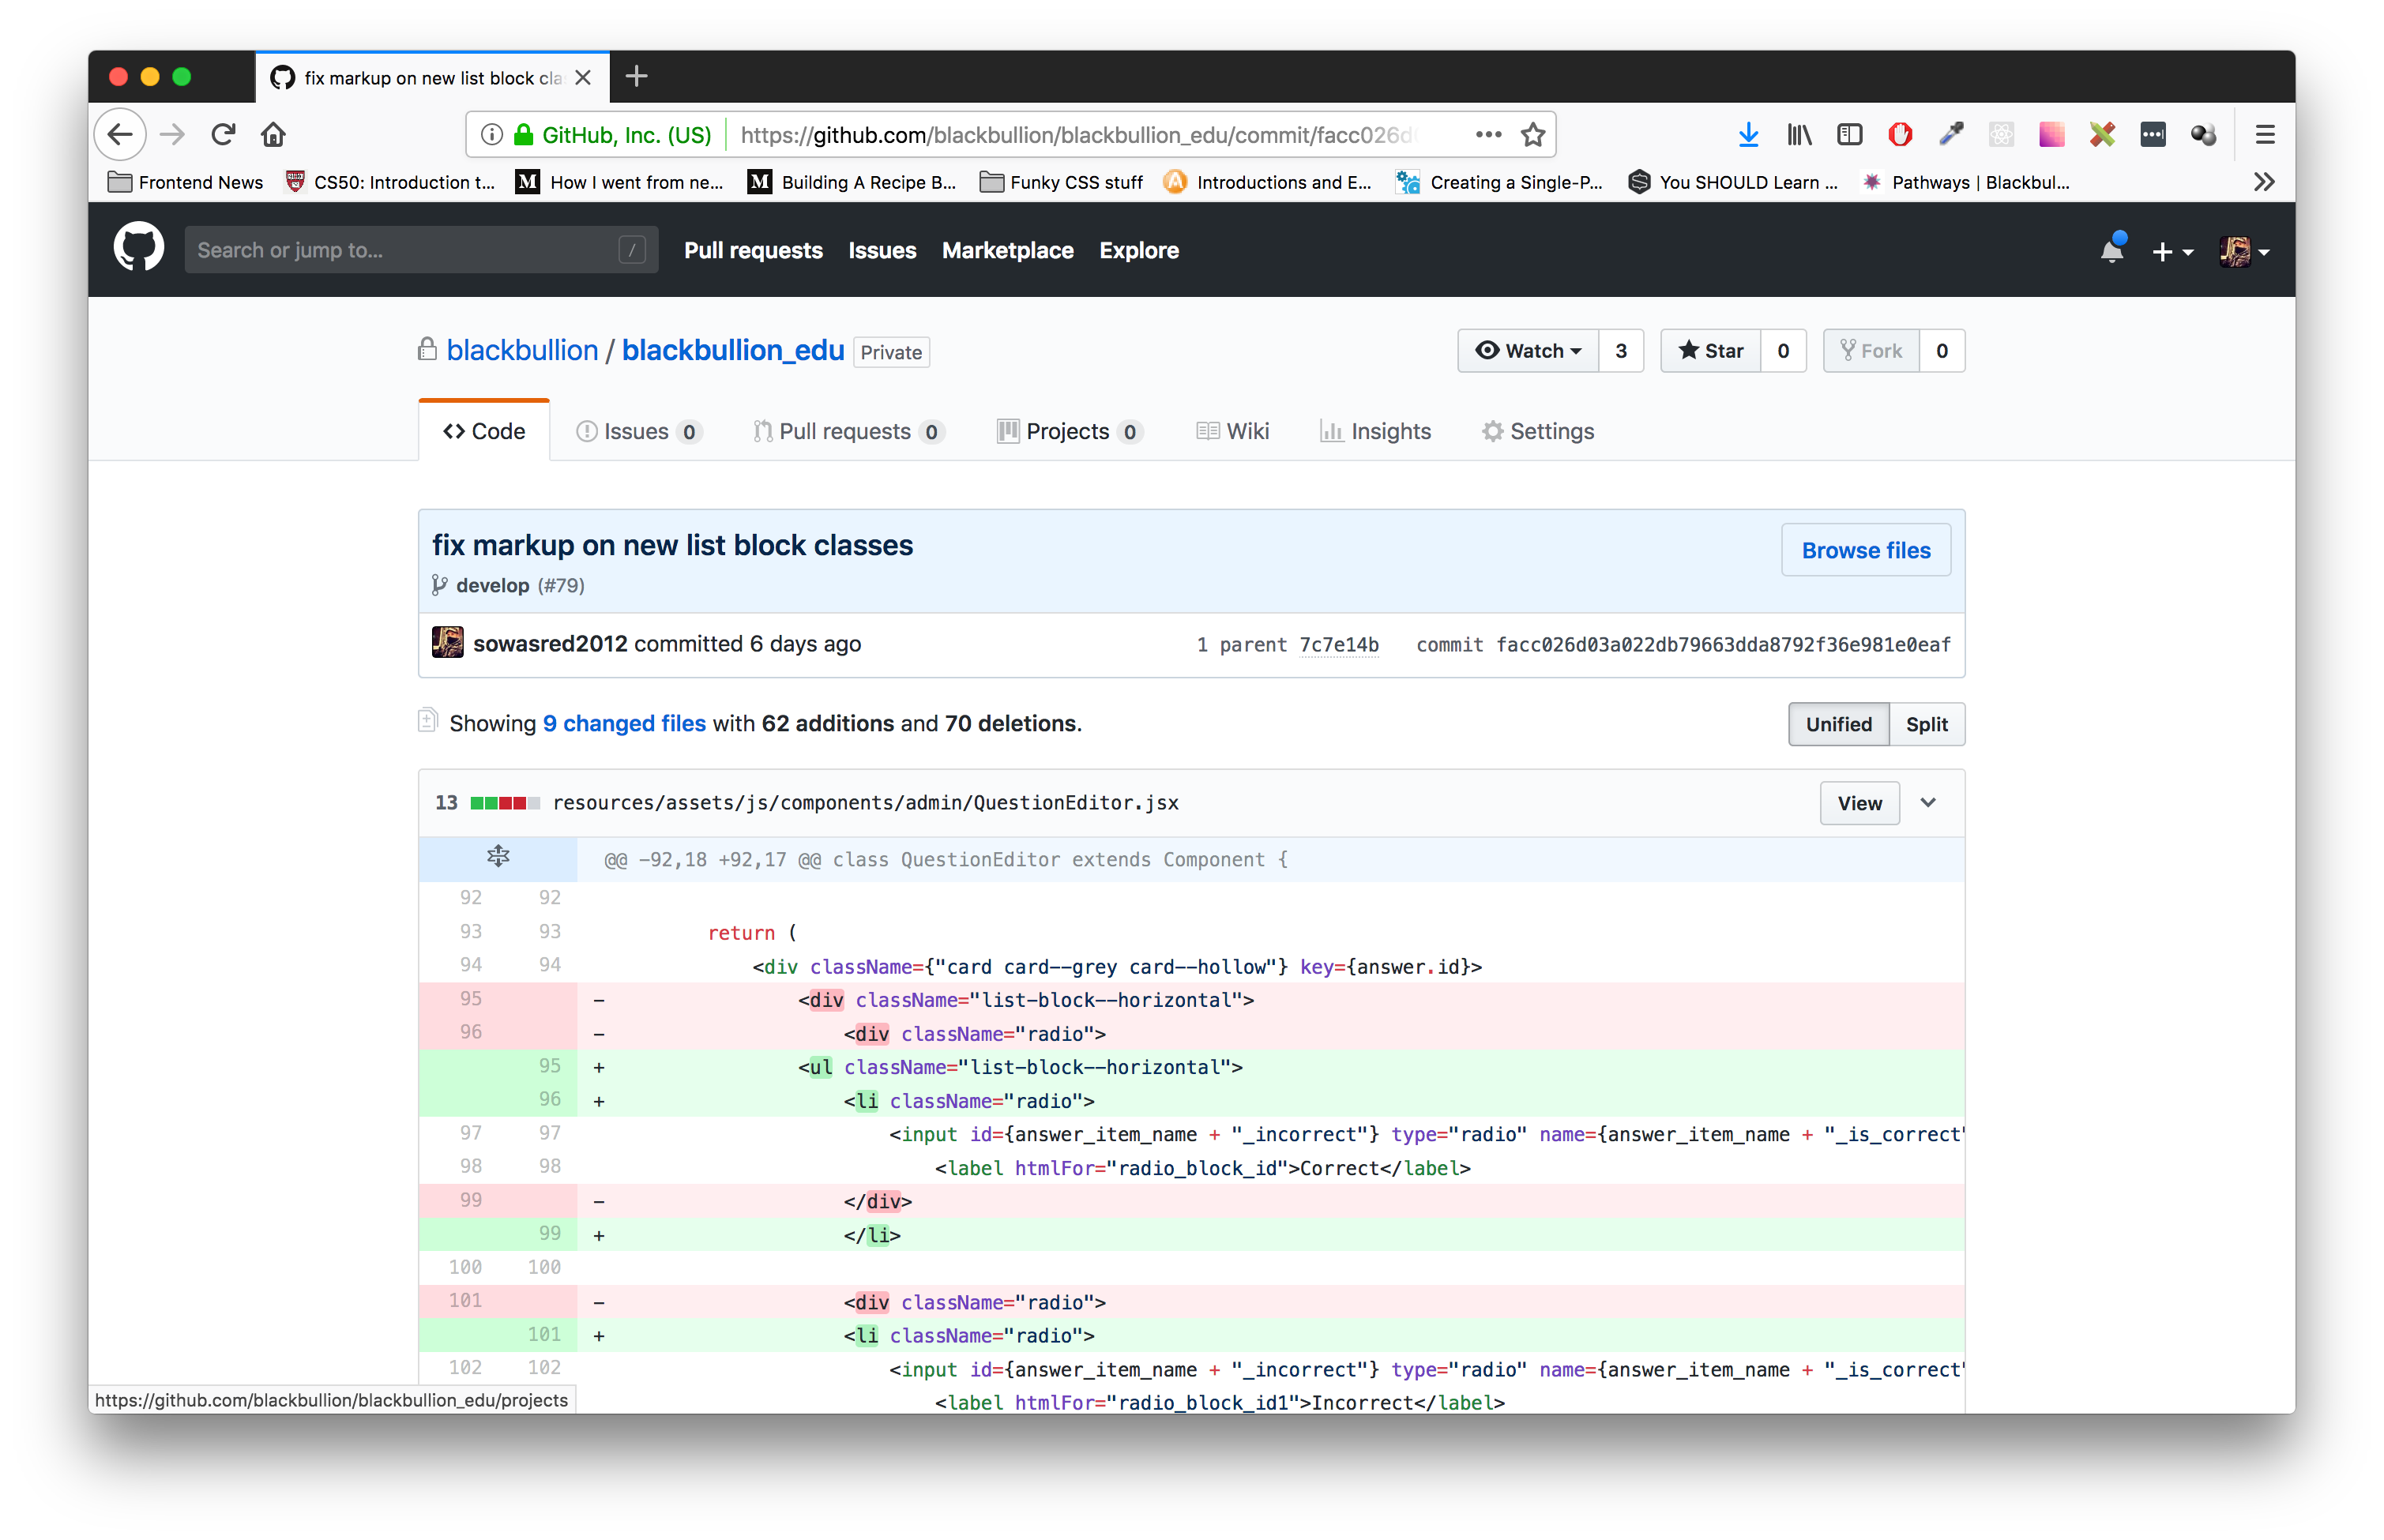 fix markup on new list block cla
GitHub, Inc. (US) https://github.com/blackbullion/blackbullion_edu/commit/facc026d
Frontend News CS50: Introduction t... How I went from ne... Building A Recipe B... Funky CSS stuff Introductions and E... Creating a Single-P... You SHOULD Learn ... Pathways | Blackbul...
Search or jump to... / Pull requests Issues Marketplace Explore
blackbullion / blackbullion_edu Private Watch 3 Star 0 Fork 0
Code Issues 0 Pull requests 0 Projects 0 Wiki Insights Settings
fix markup on new list block classes Browse files
develop (#79)
sowasred2012 committed 6 days ago 1 parent 7c7e14b commit facc026d03a022db79663dda8792f36e981e0eaf
Showing 9 changed files with 62 additions and 70 deletions. Unified Split
13 resources/assets/js/components/admin/QuestionEditor.jsx View
@@ -92,18 +92,17 @@ class QuestionEditor extends Component {
92 92
93 93 return (
94 94 <div className={"card card--grey card--hollow"} key={answer.id}>
95 - <div className="list-block--horizontal">
96 - <div className="radio">
95 + <ul className="list-block--horizontal">
96 + <li className="radio">
97 97 <input id={answer_item_name + "_incorrect"} type="radio" name={answer_item_name + "_is_correct"
98 98 <label htmlFor="radio_block_id">Correct</label>
99 - </div>
99 + </li>
100 100
101 - <div className="radio">
101 + <li className="radio">
102 102 <input id={answer_item_name + "_incorrect"} type="radio" name={answer_item_name + "_is_correct"
<label htmlFor="radio_block_id1">Incorrect</label>
https://github.com/blackbullion/blackbullion_edu/projects